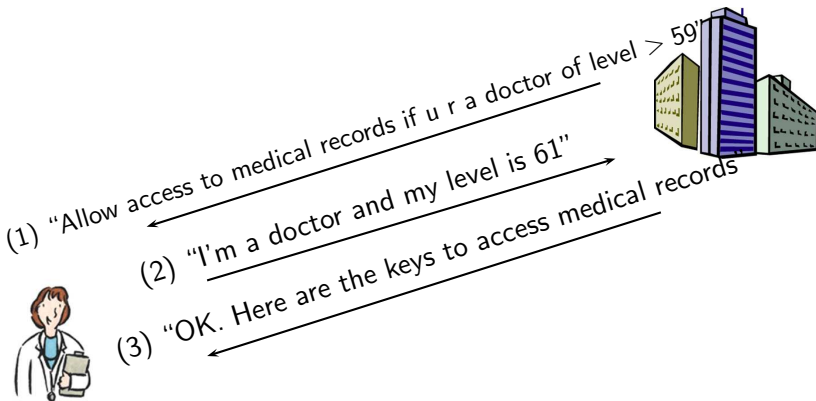 (1) “Allow access to medical records if u r a doctor of level > 59”
(2) “I’m a doctor and my level is 61”
(3) “OK. Here are the keys to access medical records”